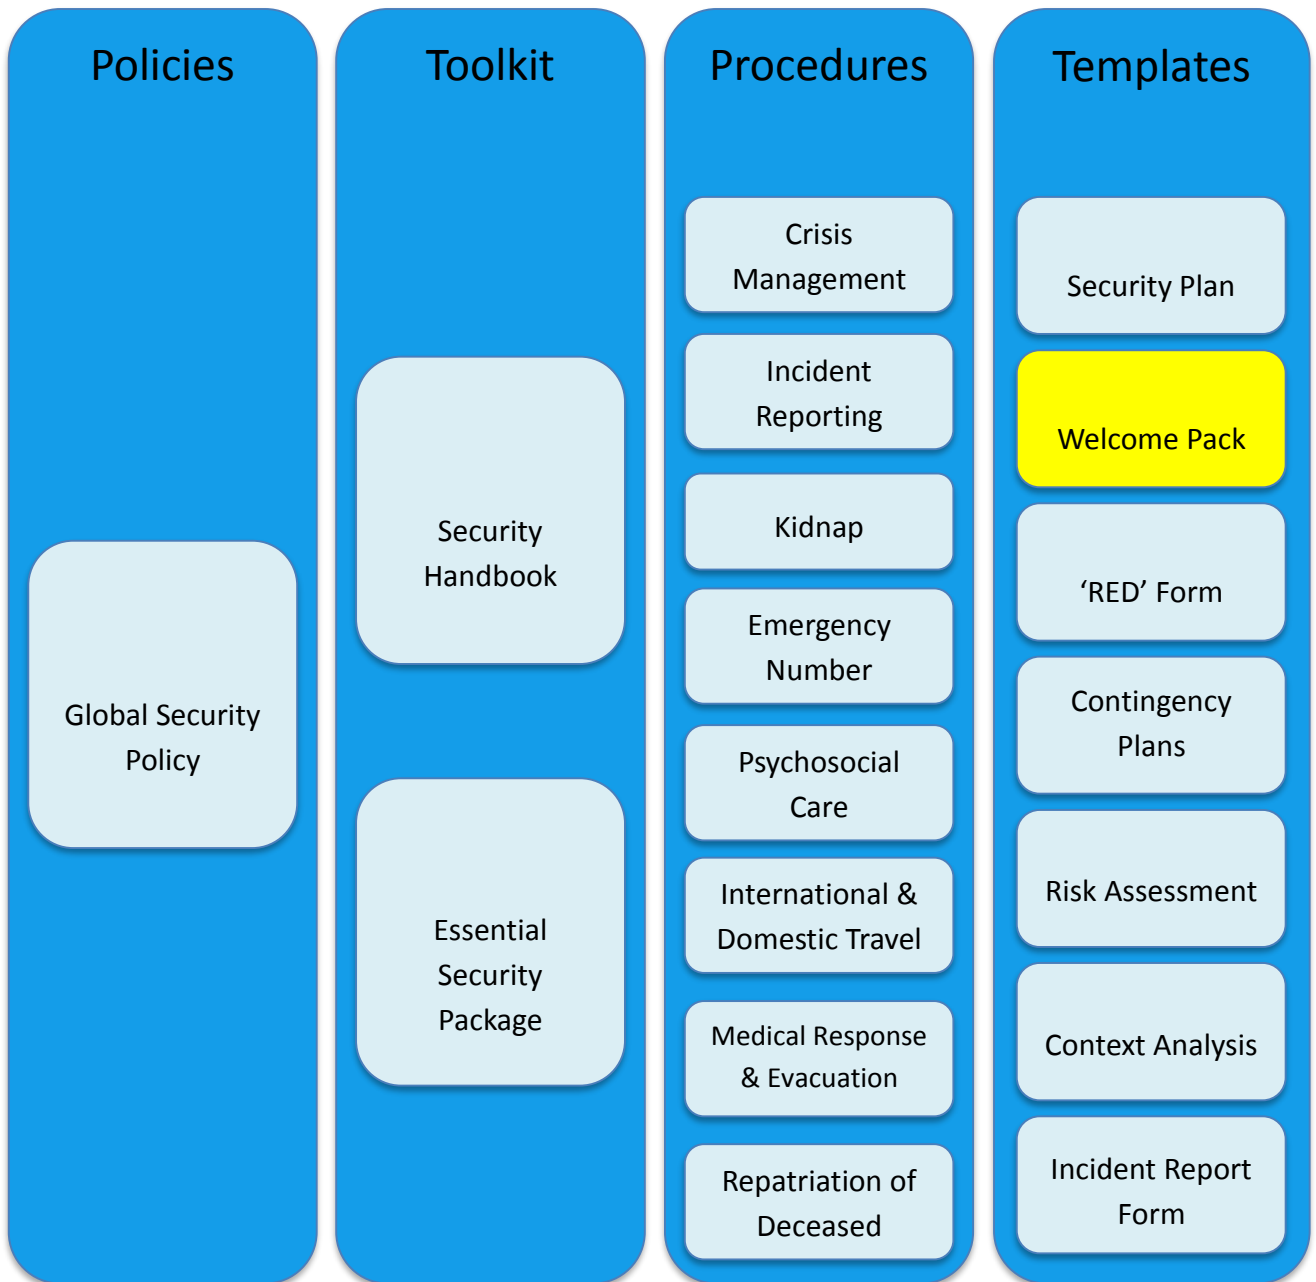 Policies
Global Security
Policy
Toolkit
Security
Handbook
Essential
Security
Package
Procedures
Crisis
Management
Incident
Reporting
Kidnap
Emergency
Number
Psychosocial
Care
International &
Domestic Travel
Medical Response
& Evacuation
Repatriation of
Deceased
Templates
Security Plan
Welcome Pack
‘RED’ Form
Contingency
Plans
Risk Assessment
Context Analysis
Incident Report
Form